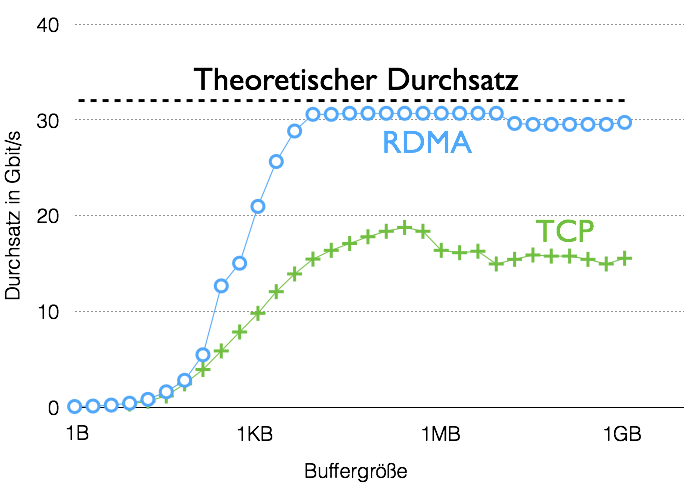 40
Theoretischer Durchsatz
30
RDMA
20
TCP
10
0
1B
1KB
1MB
1GB
Durchsatz in Gbit/s
Buffergröße